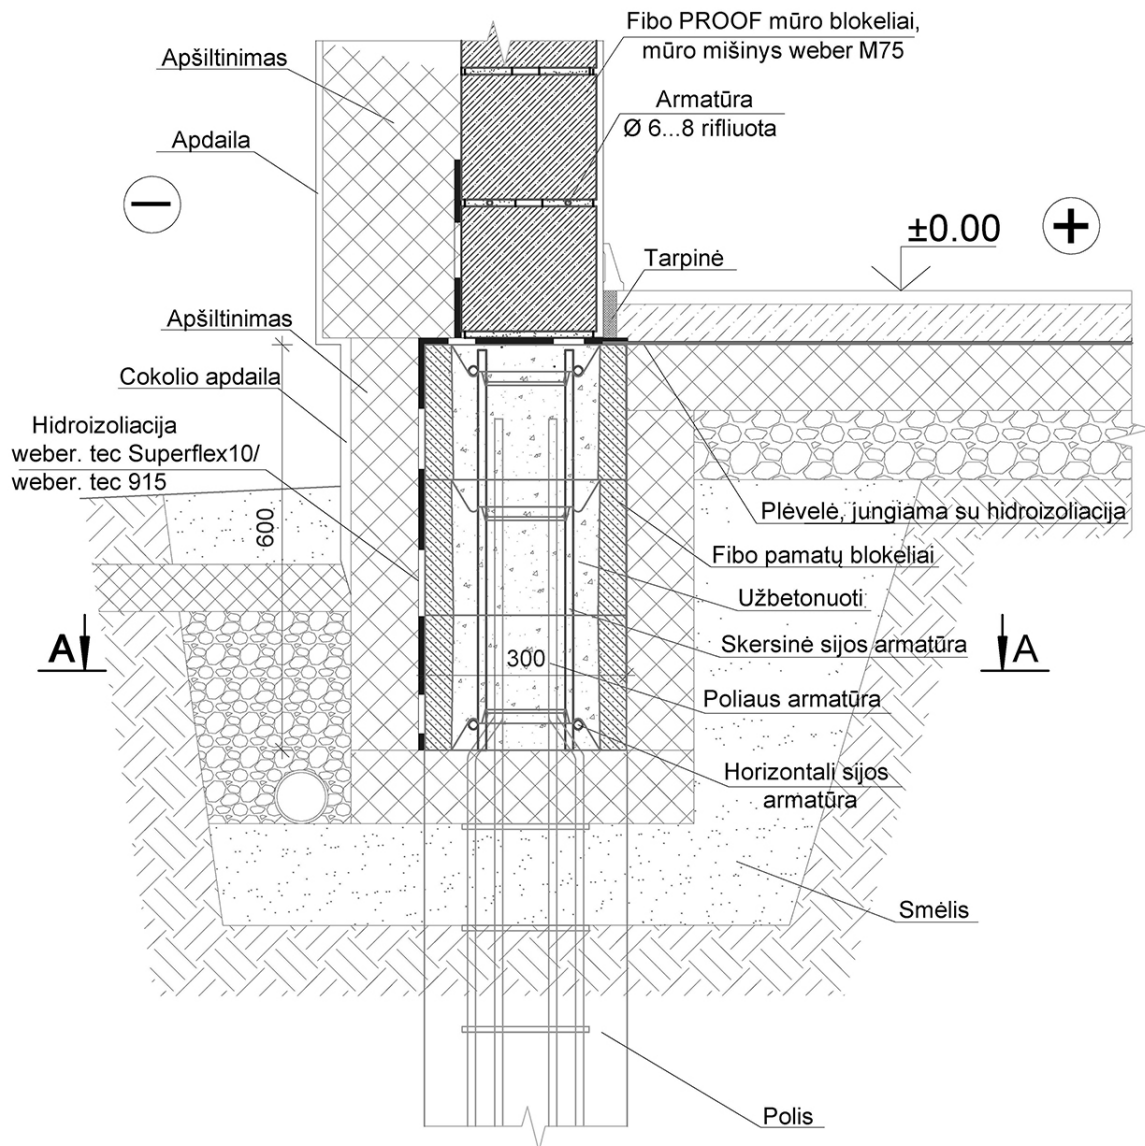 Fibo PROOF mūro blokeliai,
mūro mišinys weber M75
Apšiltinimas
Armatūra
Ø 6...8 rifliuota
Apdaila
±0.00
Tarpinė
Apšiltinimas
Cokolio apdaila
Hidroizoliacija
weber. tec Superflex10/
weber. tec 915
600
Plėvelė, jungiama su hidroizoliacija
Fibo pamatų blokeliai
Užbetonuoti
Skersinė sijos armatūra
A
A
300
Poliaus armatūra
Horizontali sijos
armatūra
Smėlis
Polis